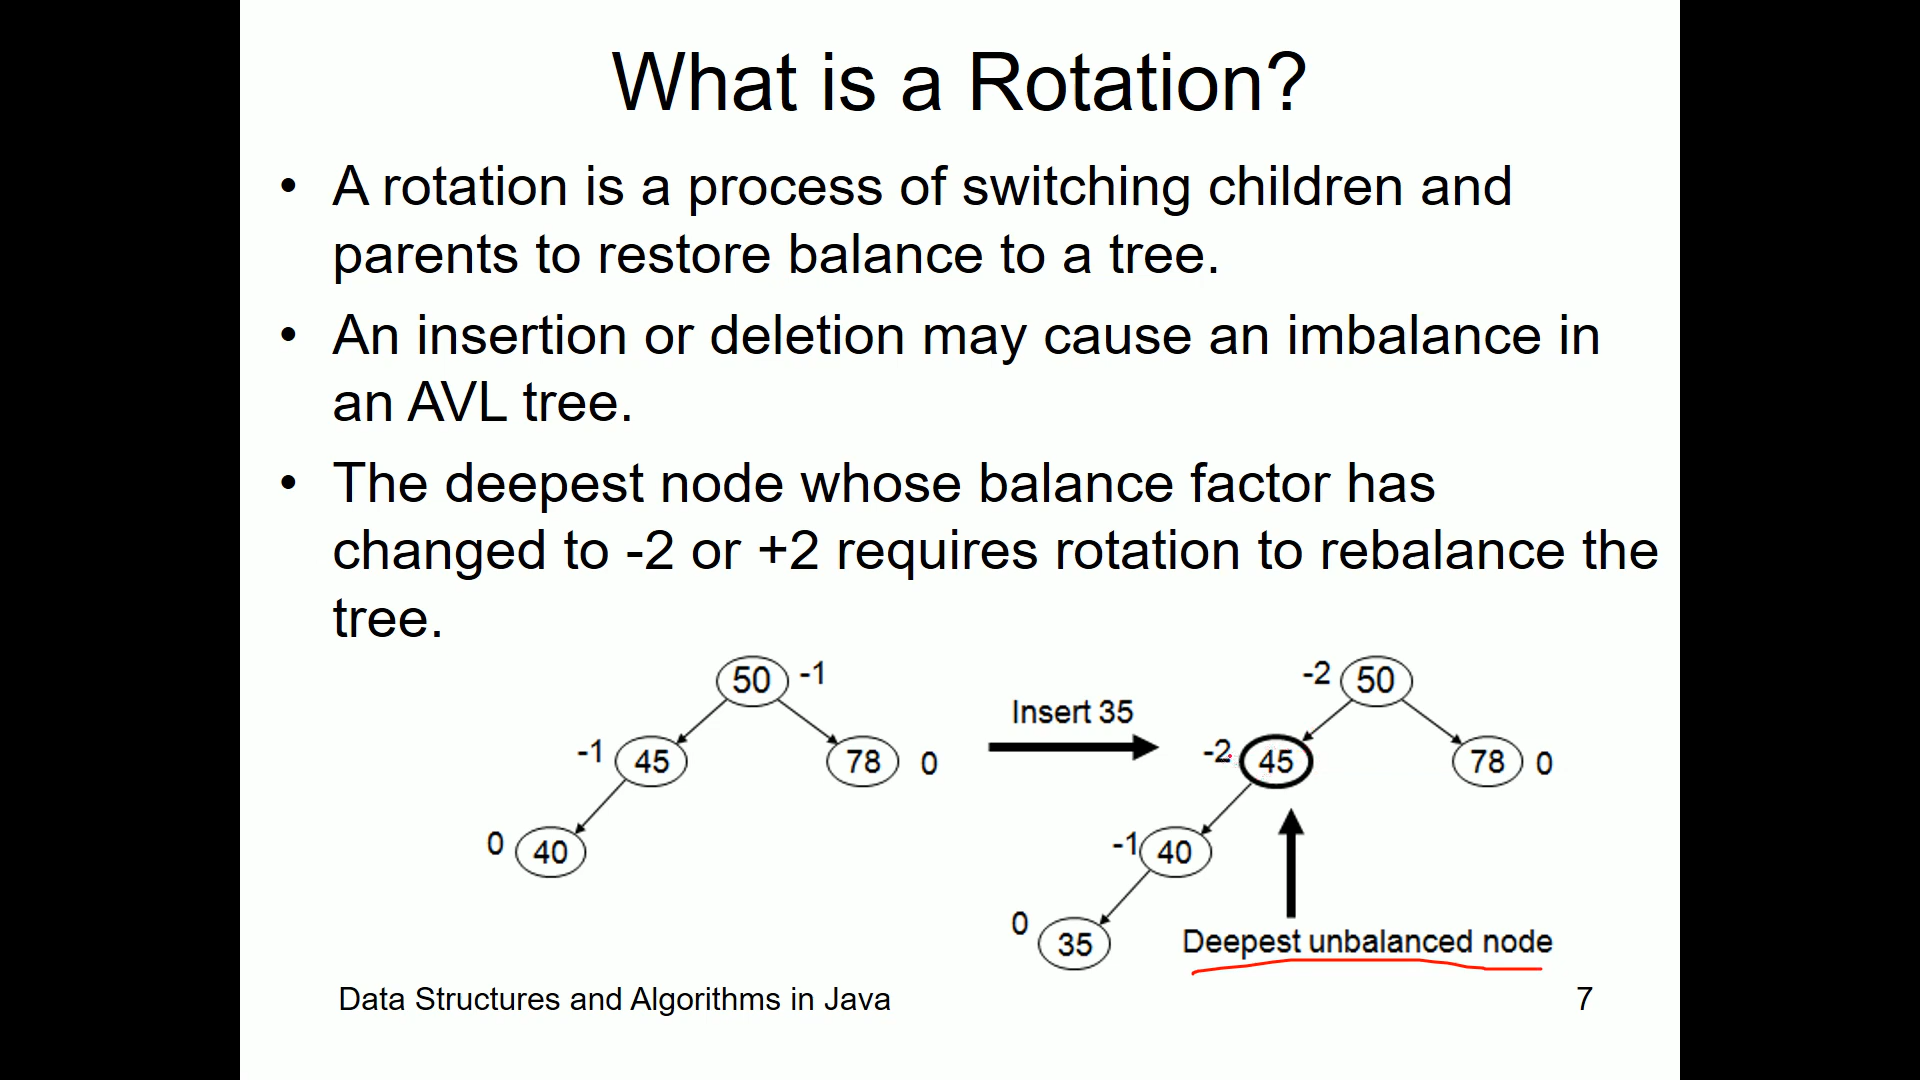 What is a Rotation?
• A rotation is a process of switching children and
parents to restore balance to a tree.
• An insertion or deletion may cause an imbalance in
an AVL tree.
• The deepest node whose balance factor has
changed to -2 or +2 requires rotation to rebalance the
tree.
50 -1
-1 45
78 0
0 40
Insert 35
-2 50
-2 45
78 0
-1 40
0 35
Deepest unbalanced node
Data Structures and Algorithms in Java
7